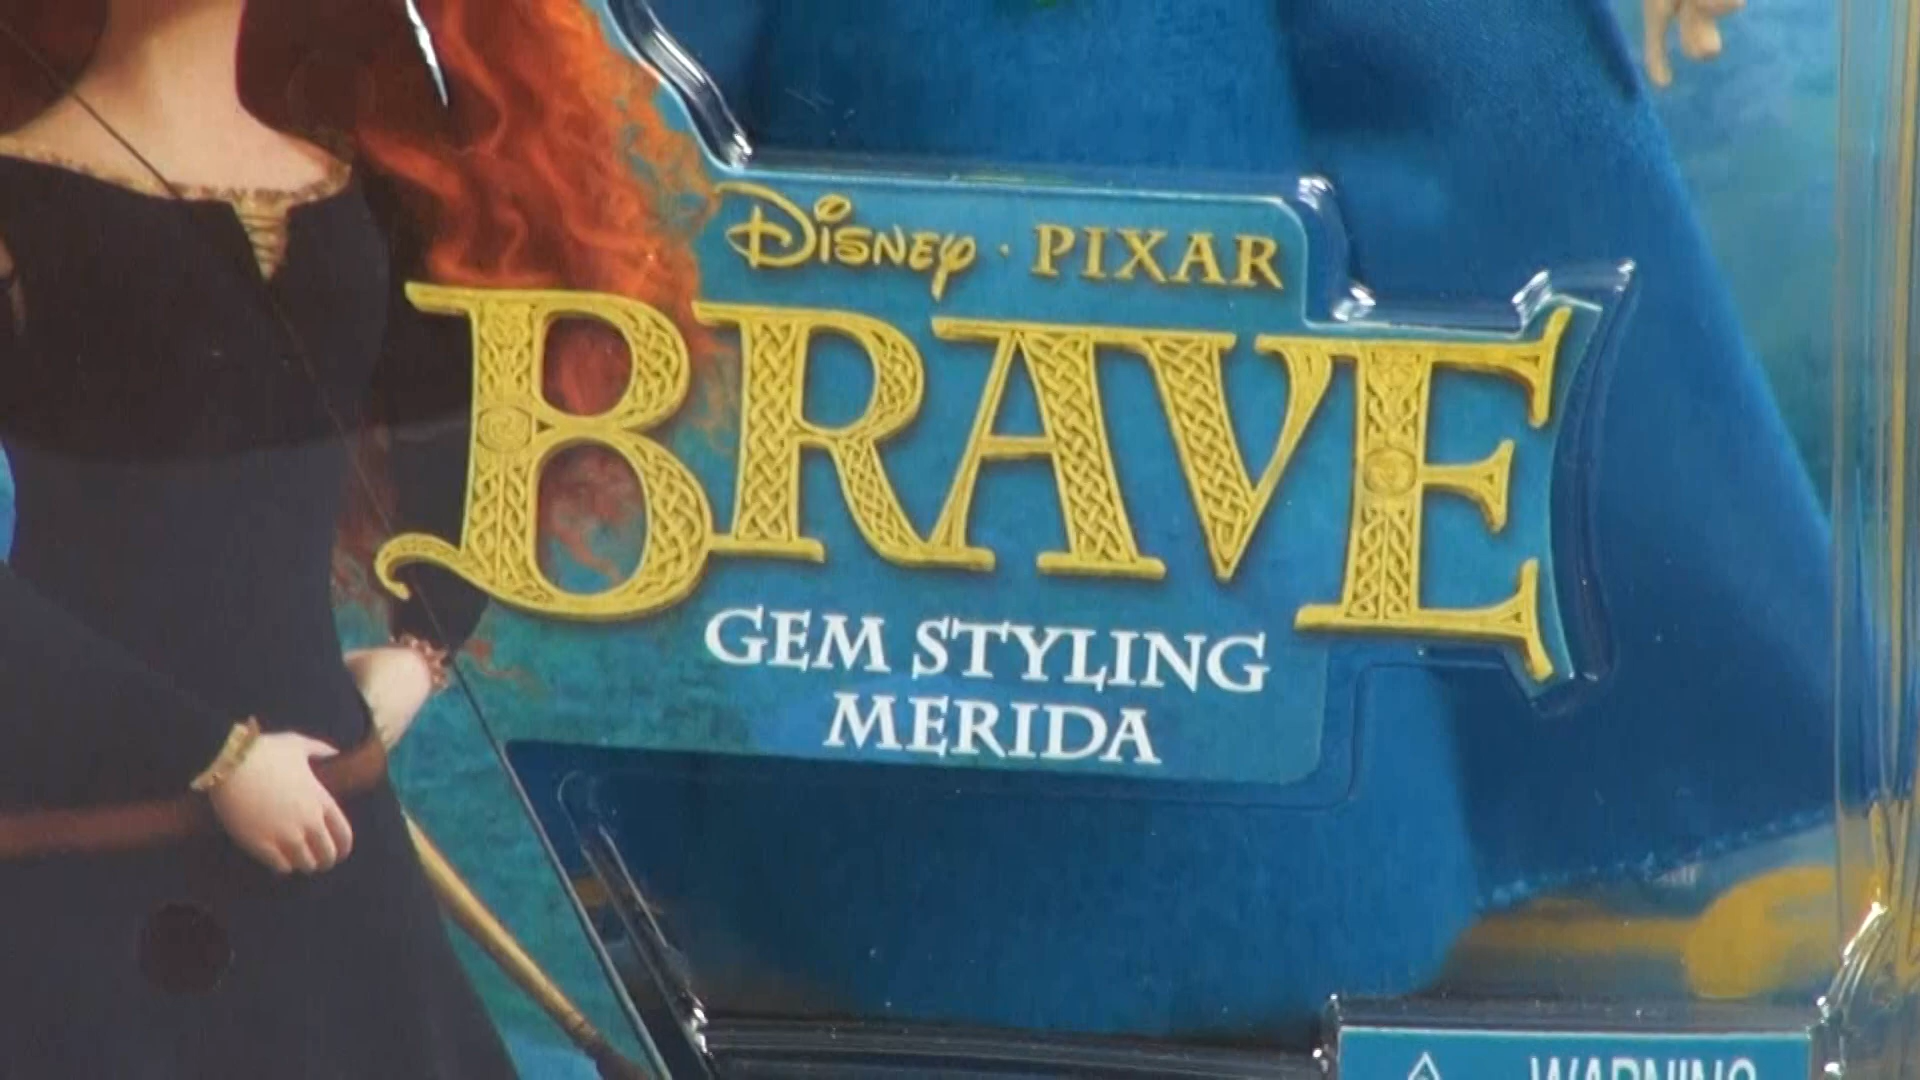 Disney · PIXAR
BRAVE
GEM STYLING
MERIDA
WARNING